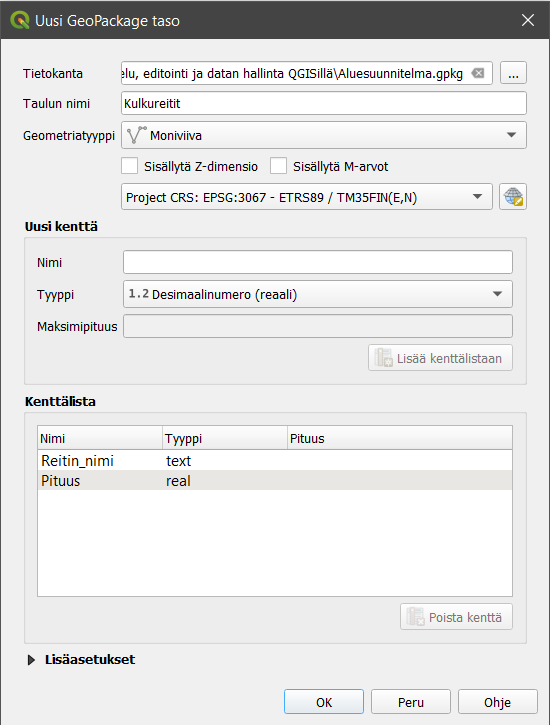 Uusi GeoPackage taso
Tietokanta
elu, editointi ja datan hallinta QGISillä\Aluesuunnitelma.gpkg
...
Taulun nimi
Kulkureitit
Geometriatyyppi
Moniviiva
Sisällytä Z-dimensio Sisällytä M-arvot
Project CRS: EPSG:3067 - ETRS89 / TM35FIN(E,N)
Uusi kenttä
Nimi
Tyyppi
1.2 Desimaalinumero (reaali)
Maksimipituus
Lisää kenttälistaan
Kenttälista
Nimi Tyyppi Pituus
Reitin_nimi text
Pituus real
Poista kenttä
Lisäasetukset
OK Peru Ohje